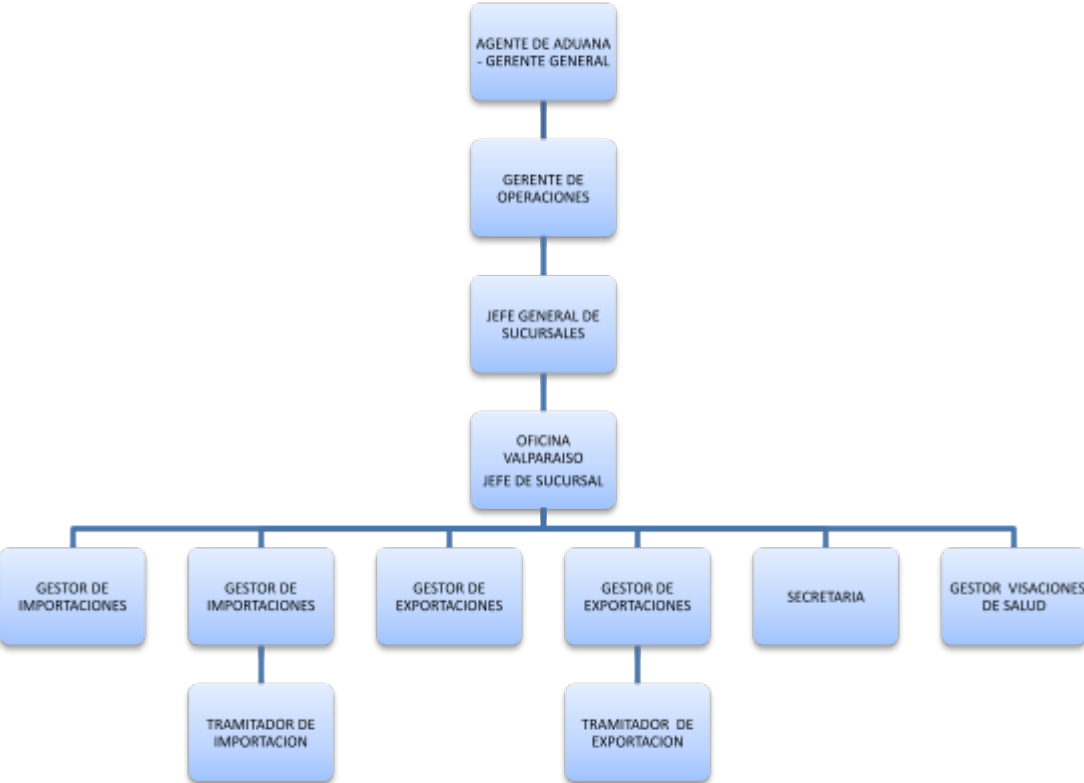 AGENTE DE ADUANA
- GERENTE GENERAL
GERENTE DE
OPERACIONES
JEFE GENERAL DE
SUCURSALES
OFICINA
VALPARAISO
JEFE DE SUCURSAL
GESTOR DE
IMPORTACIONES
GESTOR DE
IMPORTACIONES
GESTOR DE
EXPORTACIONES
GESTOR DE
EXPORTACIONES
SECRETARIA
GESTOR VISACIONES
DE SALUD
TRAMITADOR DE
IMPORTACION
TRAMITADOR DE
EXPORTACION